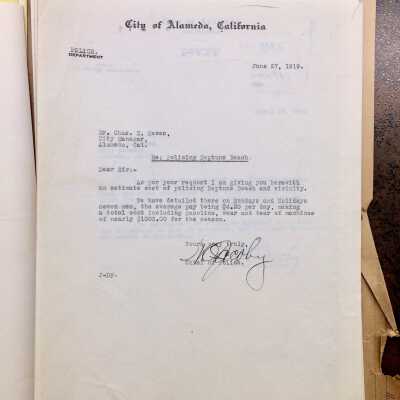 City of Alameda, California
POLICE
DEPARTMENT
June 27, 1919.
Mr. Chas. E. Hewes,
City Manager,
Alameda, Cal.
Re: Policing Neptune Beach.
Dear Sir:-
As per your request I am giving you herewith
an estimate cost of policing Neptune Beach and vicinity.
We have detailed there on Sundays and Holidays
seven men, the average pay being $4.20 per day, making
a total cost including gasoline, wear and tear of machines
of nearly $1000.00 for the season.
Yours very truly,
Chief of Police.
J-DP-